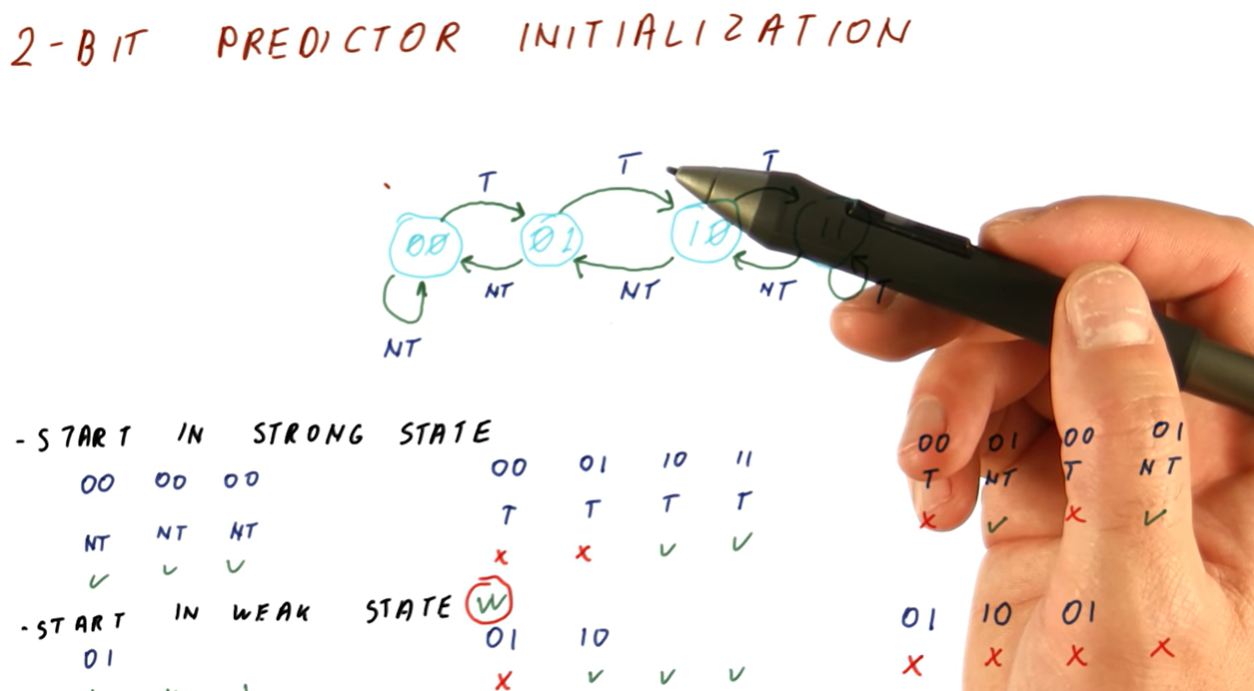 2-BIT PREDICTOR INITIALIZATION
T T T
00 01 10 11
NT NT NT T
NT
- START IN STRONG STATE
00 00 00 00 01 10 11 00 01 00 01
NT NT NT T T T T T NT T NT
✓ ✓ ✓ x x ✓ ✓ x ✓ x ✓
- START IN WEAK STATE W
01 01 10 01 10 01
x ✓ ✓ ✓ x x x x